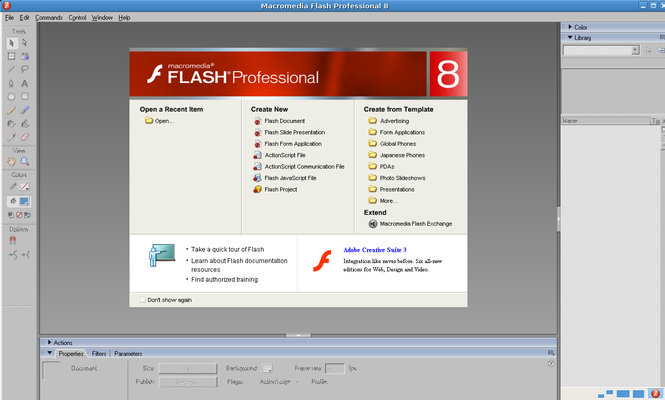 Macromedia Flash Professional 8
File Edit Commands Control Window Help
Tools
View
Colors
Options
macromedia®
FLASH® Professional 8
Open a Recent Item
Open...
Create New
Flash Document
Flash Slide Presentation
Flash Form Application
ActionScript File
ActionScript Communication File
Flash JavaScript File
Flash Project
Create from Template
Advertising
Form Applications
Global Phones
Japanese Phones
PDAs
Photo Slideshows
Presentations
More...
Extend
Macromedia Flash Exchange
• Take a quick tour of Flash
• Learn about Flash documentation
resources
• Find authorized training
Adobe Creative Suite 3
Integration like never before. Six all-new
editions for Web, Design and Video.
Don't show again
Color
Library
Name
Actions
Properties Filters Parameters
Document
Size:
Background:
Frame rate:
fps
Publish:
Player:
ActionScript:
Profile: